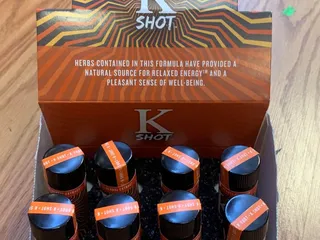 K
SHOT
HERBS CONTAINED IN THIS FORMULA HAVE PROVIDED A
NATURAL SOURCE FOR RELAXED ENERGY™ AND A
PLEASANT SENSE OF WELL-BEING.
K
SHOT